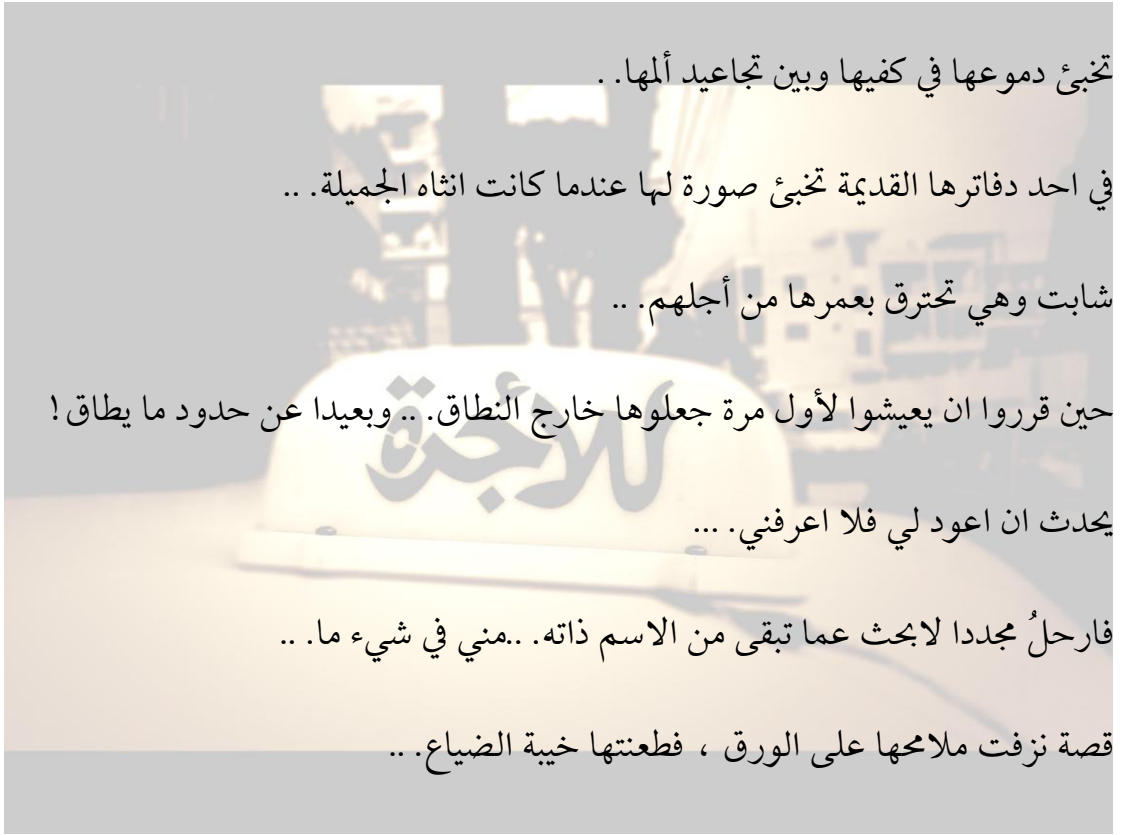 تخبئ دموعها في كفيها وبين تجاعيد ألمها. .
في احد دفاترها القديمة تخبئ صورة لها عندما كانت انثاه الجميلة. ..
شابت وهي تحترق بعمرها من أجلهم. ..
حين قرروا ان يعيشوا لأول مرة جعلوها خارج النطاق. .. وبعيدا عن حدود ما يطاق !
للأجرة
يحدث ان اعود لي فلا اعرفني. ...
فارحلُ مجددا لابحث عما تبقى من الاسم ذاته. ..مني في شيء ما. ..
قصة نزفت ملامحها على الورق ، فطعنتها خيبة الضياع. ..